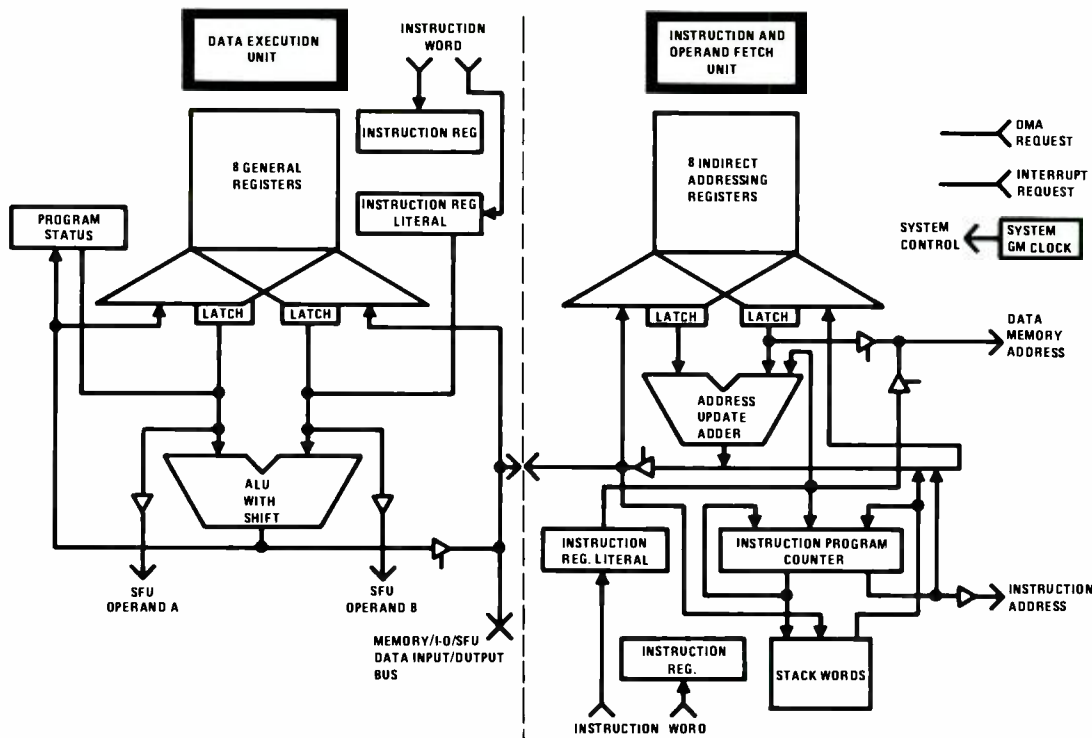 DATA EXECUTION
UNIT
INSTRUCTION
WORD
INSTRUCTION AND
OPERAND FETCH
UNIT
INSTRUCTION REG
8 GENERAL
REGISTERS
INSTRUCTION REG
LITERAL
PROGRAM
STATUS
LATCH
LATCH
ALU
WITH
SHIFT
SFU
OPERAND A
SFU
OPERAND B
MEMORY/I-O/SFU
DATA INPUT/OUTPUT
BUS
8 INDIRECT
ADDRESSING
REGISTERS
DMA
REQUEST
INTERRUPT
REQUEST
SYSTEM
CONTROL
SYSTEM
GM CLOCK
LATCH
LATCH
DATA
MEMORY
ADDRESS
ADDRESS
UPDATE
ADDER
INSTRUCTION
REG. LITERAL
INSTRUCTION PROGRAM
COUNTER
INSTRUCTION
ADDRESS
INSTRUCTION
REG.
STACK WORDS
INSTRUCTION WORD